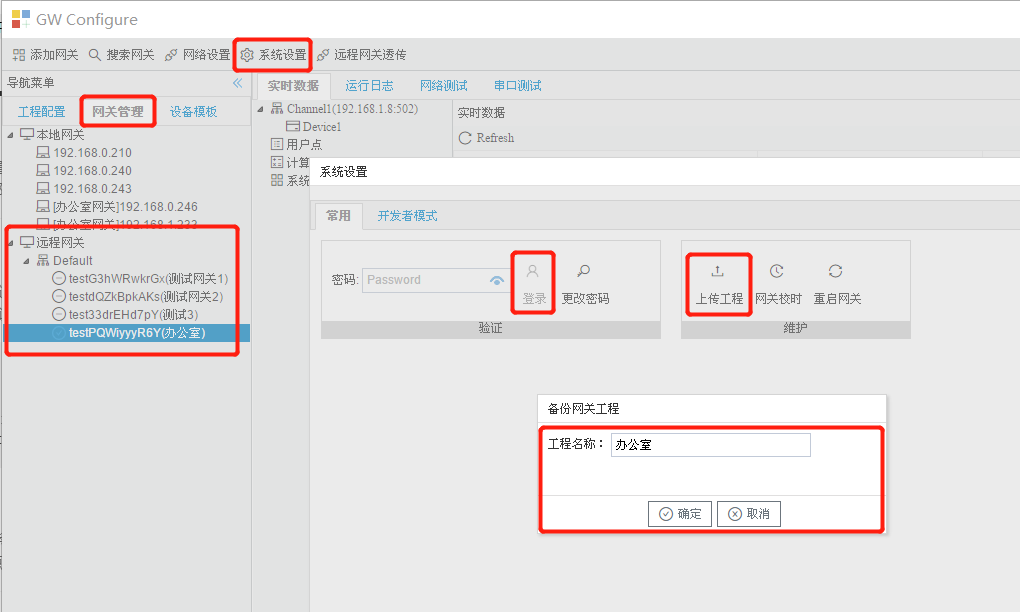 GW Configure
添加网关 搜索网关 网络设置 系统设置 远程网关透传
导航菜单
工程配置 网关管理 设备模板
本地网关
192.168.0.210
192.168.0.240
192.168.0.243
[办公室网关]192.168.0.246
[办公室网关]192.168.1.233
远程网关
Default
testG3hWRwkrGx(测试网关1)
testdQZkBpkAKs(测试网关2)
test33drEHd7pY(测试3)
testPQWiyyyR6Y(办公室)
实时数据 运行日志 网络测试 串口测试
Channel1(192.168.1.8:502)
Device1
用户点
计算
系统
实时数据
Refresh
系统设置
常用 开发者模式
密码: Password
登录 更改密码
验证
上传工程 网关校时 重启网关
维护
备份网关工程
工程名称： 办公室
确定 取消